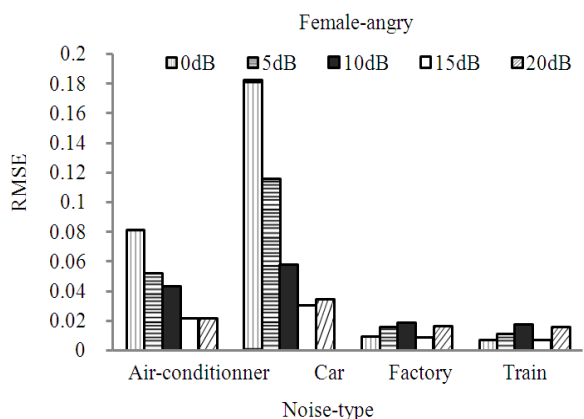 Female-angry
0.2
0dB 5dB 10dB 15dB 20dB
0.18
0.16
0.14
0.12
0.1
0.08
0.06
0.04
0.02
0
RMSE
Air-conditionner Car Factory Train
Noise-type